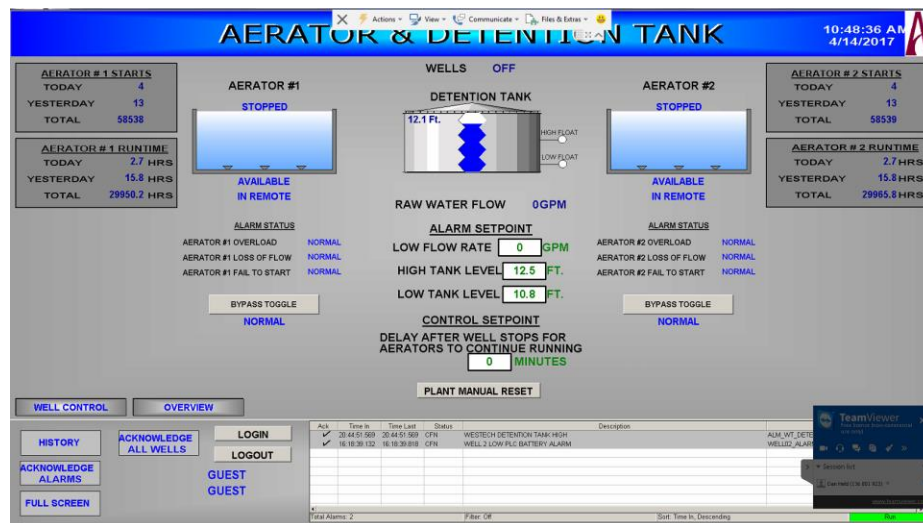 Actions View Communicate Files & Extras
AERATOR & DETENTION TANK
10:48:36 AM
4/14/2017
WELLS OFF
AERATOR # 1 STARTS
TODAY 4
YESTERDAY 13
TOTAL 58538
AERATOR # 1 RUNTIME
TODAY 2.7 HRS
YESTERDAY 15.8 HRS
TOTAL 29950.2 HRS
AERATOR #1
STOPPED
AVAILABLE
IN REMOTE
ALARM STATUS
AERATOR #1 OVERLOAD NORMAL
AERATOR #1 LOSS OF FLOW NORMAL
AERATOR #1 FAIL TO START NORMAL
BYPASS TOGGLE
NORMAL
DETENTION TANK
12.1 Ft.
HIGH FLOAT
LOW FLOAT
RAW WATER FLOW 0GPM
ALARM SETPOINT
LOW FLOW RATE 0 GPM
HIGH TANK LEVEL 12.5 FT.
LOW TANK LEVEL 10.8 FT.
CONTROL SETPOINT
DELAY AFTER WELL STOPS FOR
AERATORS TO CONTINUE RUNNING
0 MINUTES
PLANT MANUAL RESET
AERATOR #2
STOPPED
AVAILABLE
IN REMOTE
ALARM STATUS
AERATOR #2 OVERLOAD NORMAL
AERATOR #2 LOSS OF FLOW NORMAL
AERATOR #2 FAIL TO START NORMAL
BYPASS TOGGLE
NORMAL
AERATOR # 2 STARTS
TODAY 4
YESTERDAY 13
TOTAL 58539
AERATOR # 2 RUNTIME
TODAY 2.7 HRS
YESTERDAY 15.8 HRS
TOTAL 29965.8 HRS
WELL CONTROL OVERVIEW
HISTORY
ACKNOWLEDGE
ALL WELLS
LOGIN
LOGOUT
ACKNOWLEDGE
ALARMS
GUEST
GUEST
FULL SCREEN
Ack Time In Time Last Status Description
20:44:51.569 20:44:51.569 CFN WESTECH DETENTION TANK HIGH ALM_WT_DETE
CFN WELL 2 LOW PLC BATTERY ALARM WELL02_ALAR
Total Alarms: 2 Filter: Off Sort: Time In, Descending Run
TeamViewer
Session list